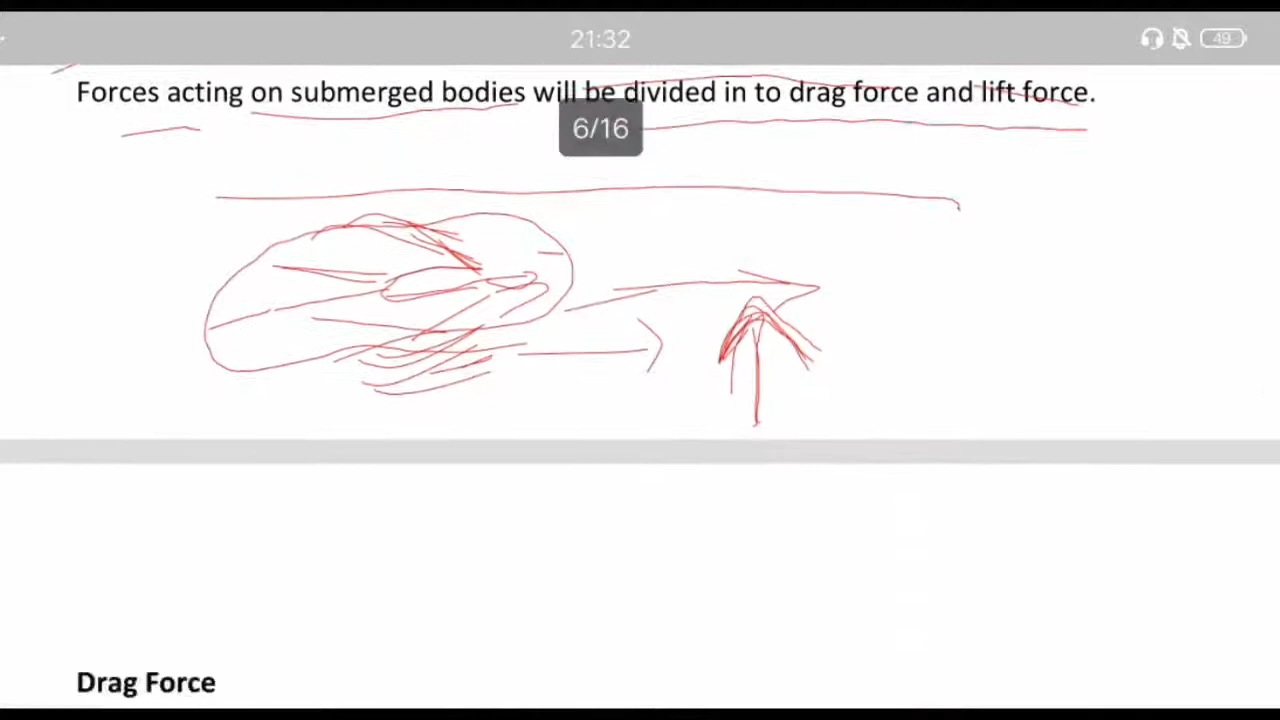 21:32
49
Forces acting on submerged bodies will be divided in to drag force and lift force.
6/16
Drag Force